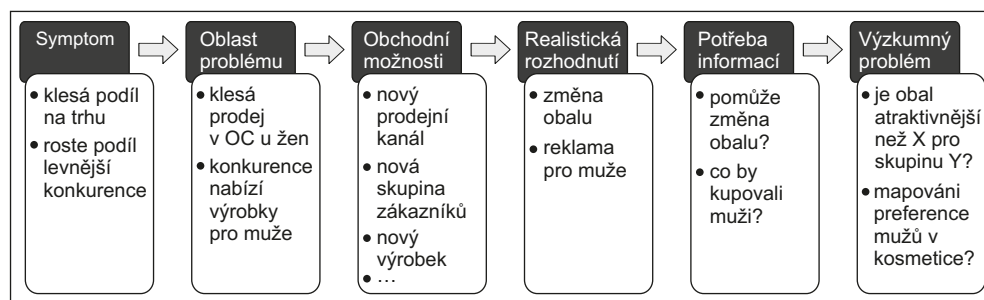 Symptom
klesá podíl
na trhu
roste podíl
levnější
konkurence
Oblast
problému
klesá
prodej
v OC u žen
konkurence
nabízí
výrobky
pro muže
Obchodní
možnosti
nový
prodejní
kanál
nová
skupina
zákazníků
nový
výrobek
...
Realistická
rozhodnutí
změna
obalu
reklama
pro muže
Potřeba
informací
pomůže
změna
obalu?
co by
kupovali
muži?
Výzkumný
problém
je obal
atraktivnější
než X pro
skupinu Y?
mapováni
preference
mužů v
kosmetice?